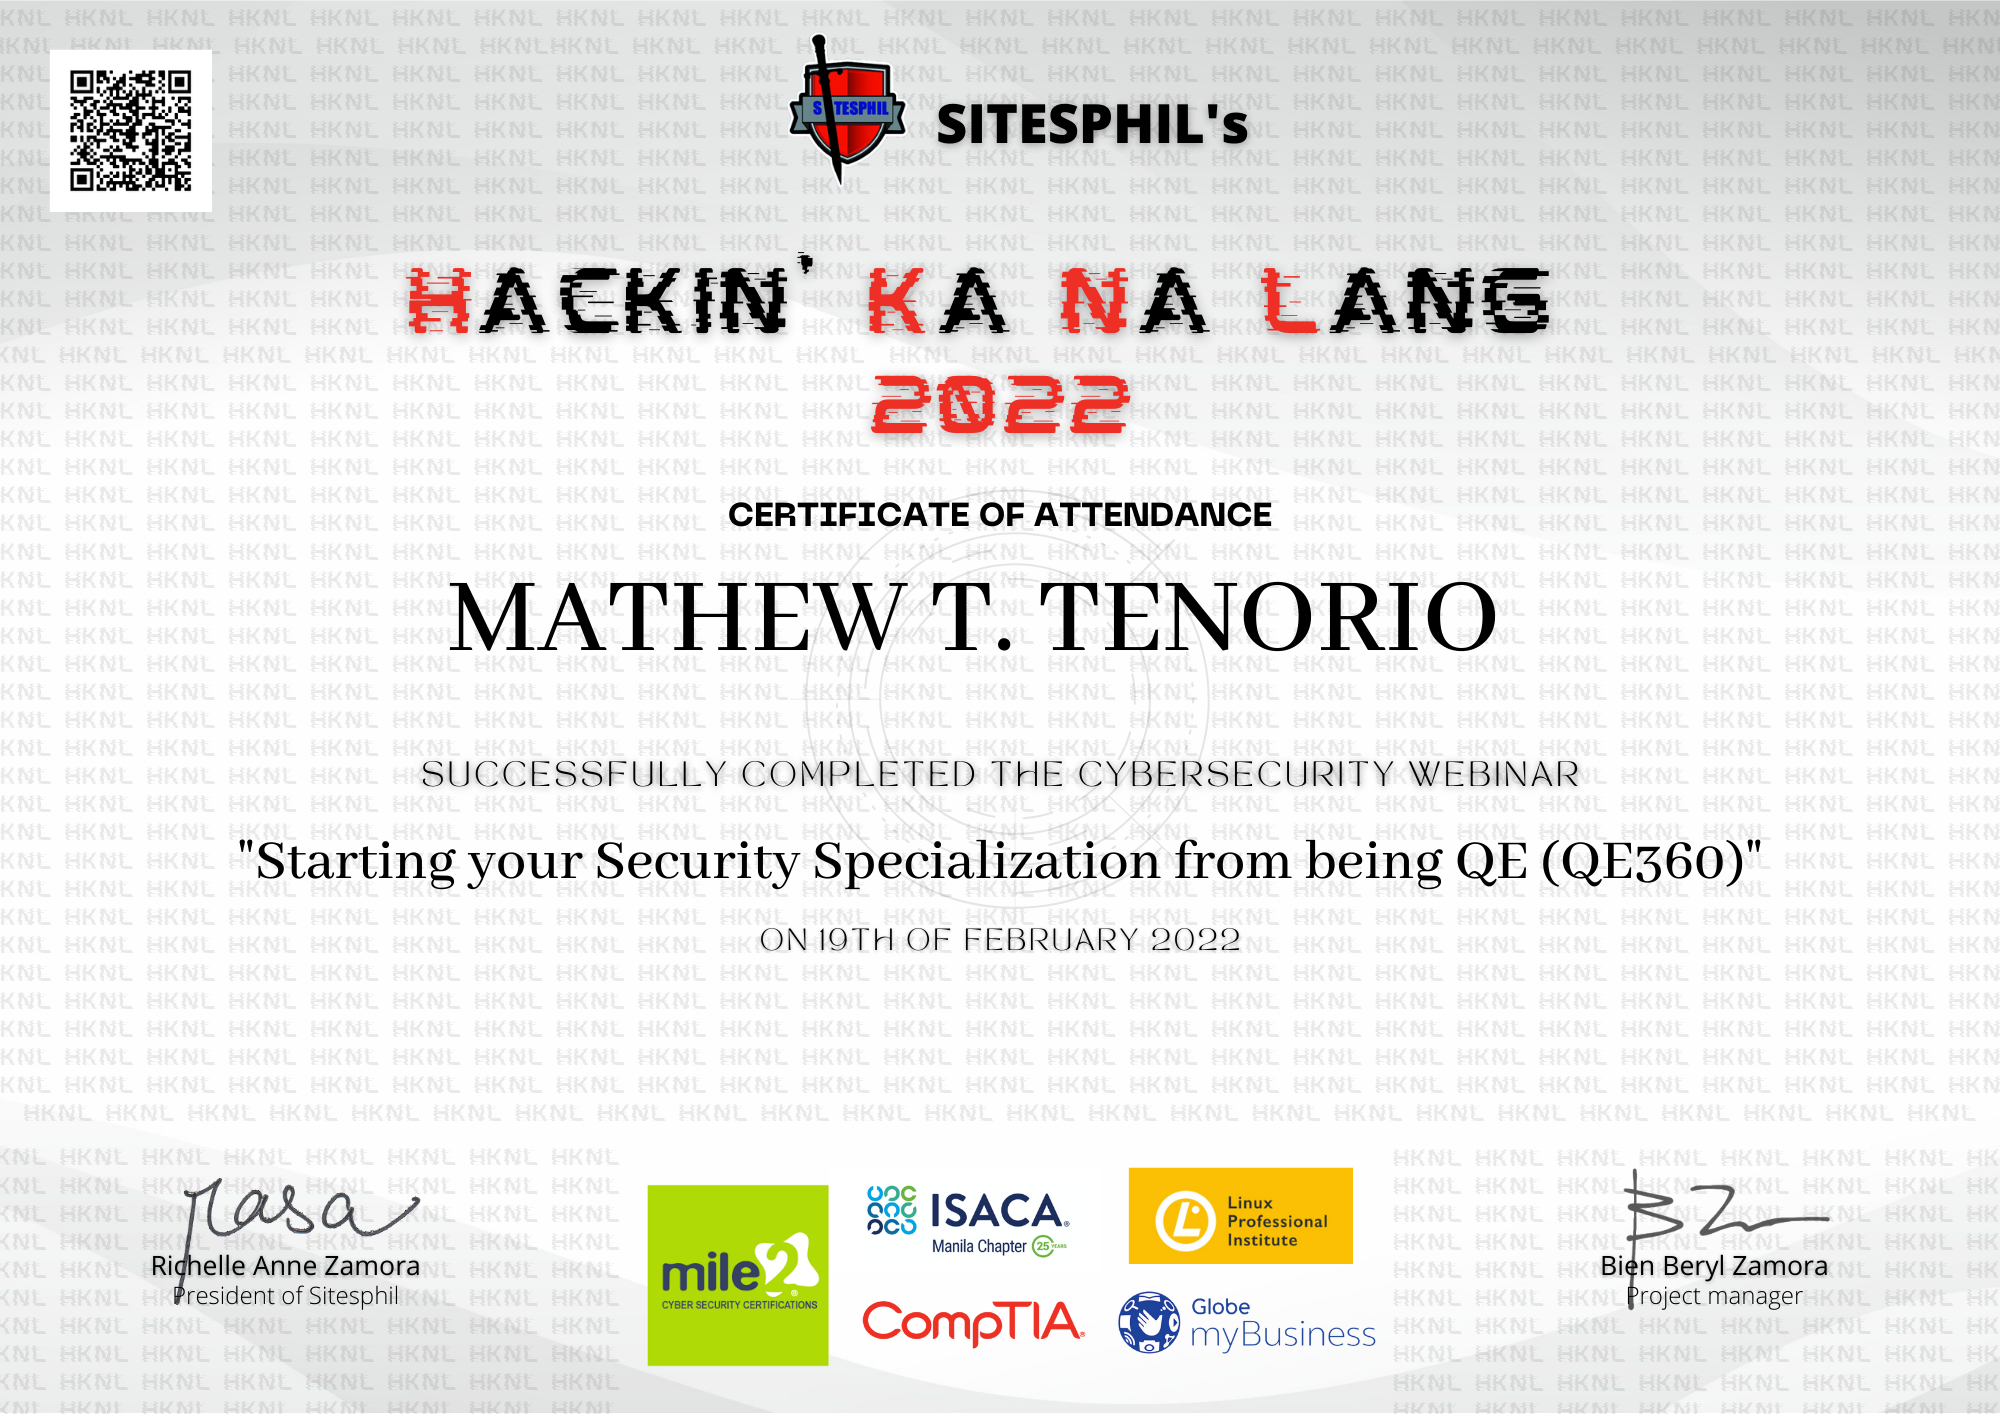 SITESPHIL
SITESPHIL's
HACKIN' KA NA LANG
2022
CERTIFICATE OF ATTENDANCE
MATHEW T. TENORIO
SUCCESSFULLY COMPLETED THE CYBERSECURITY WEBINAR
"Starting your Security Specialization from being QE (QE360)"
ON 19TH OF FEBRUARY 2022
Richelle Anne Zamora
President of Sitesphil
mile2®
CYBER SECURITY CERTIFICATIONS
ISACA®
Manila Chapter 25 YEARS
CompTIA®
Linux
Professional
Institute
Globe
myBusiness
Bien Beryl Zamora
Project manager
HKNL